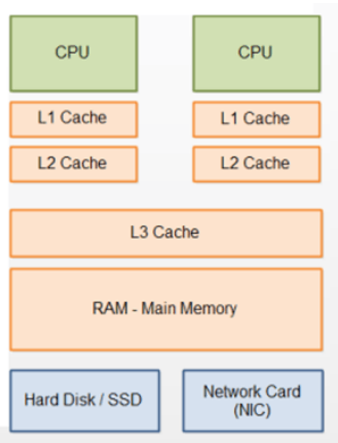 CPU
CPU
L1 Cache
L1 Cache
L2 Cache
L2 Cache
L3 Cache
RAM - Main Memory
Hard Disk / SSD
Network Card
(NIC)